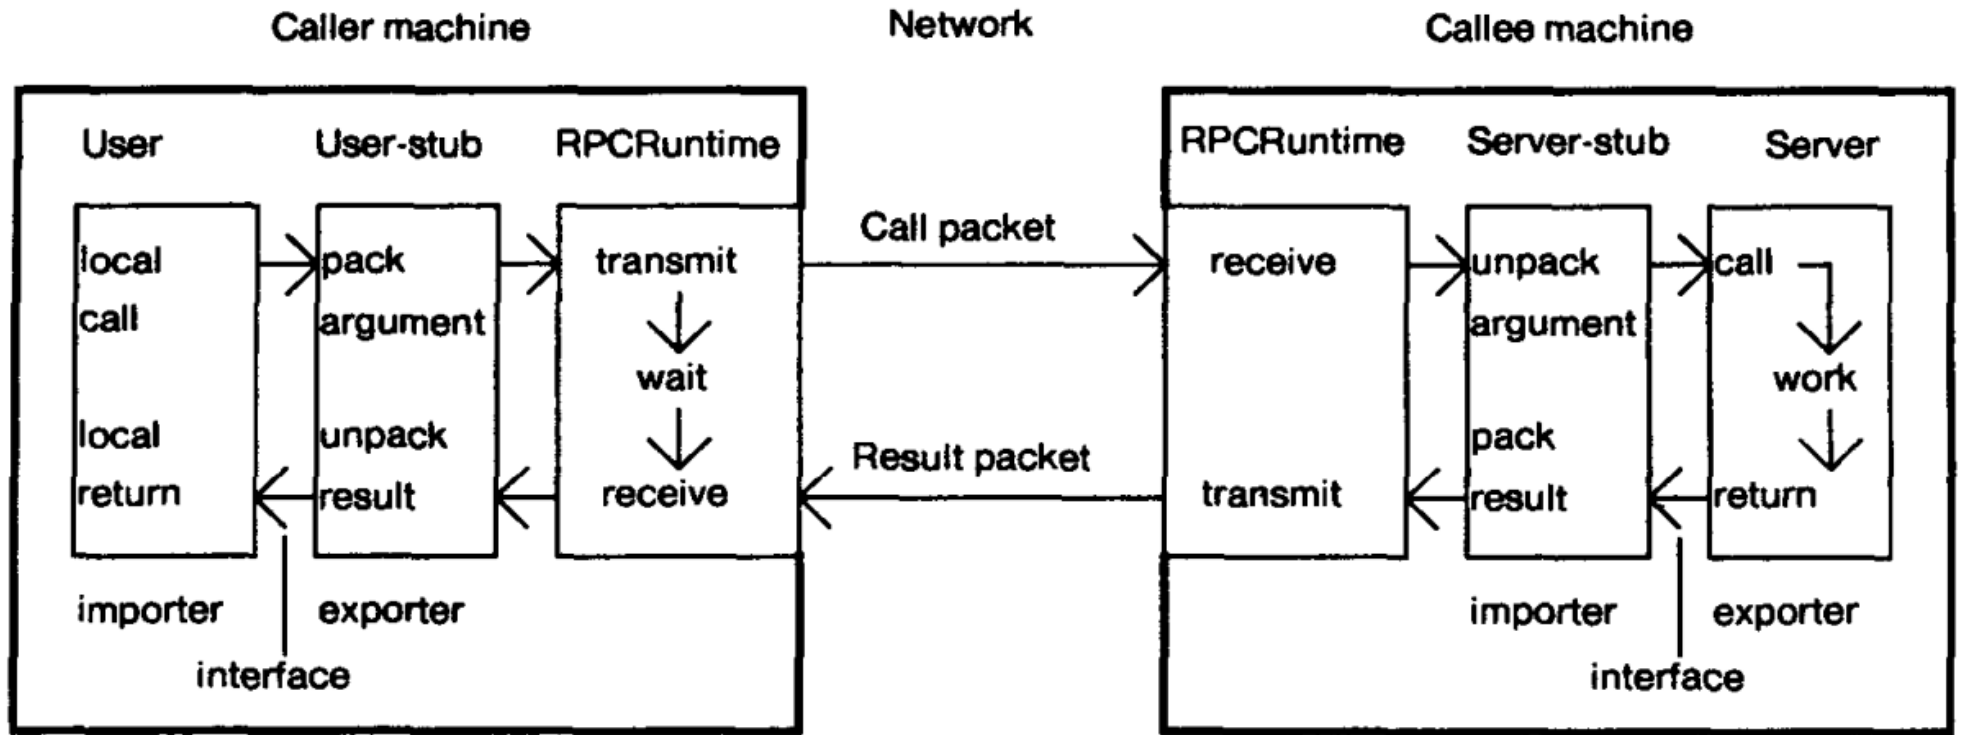 Caller machine
Network
Callee machine
User
User-stub
RPCRuntime
RPCRuntime
Server-stub
Server
local
call
pack
argument
transmit
wait
Call packet
receive
unpack
argument
call
work
local
return
unpack
result
receive
Result packet
transmit
pack
result
return
importer
exporter
interface
importer
exporter
interface